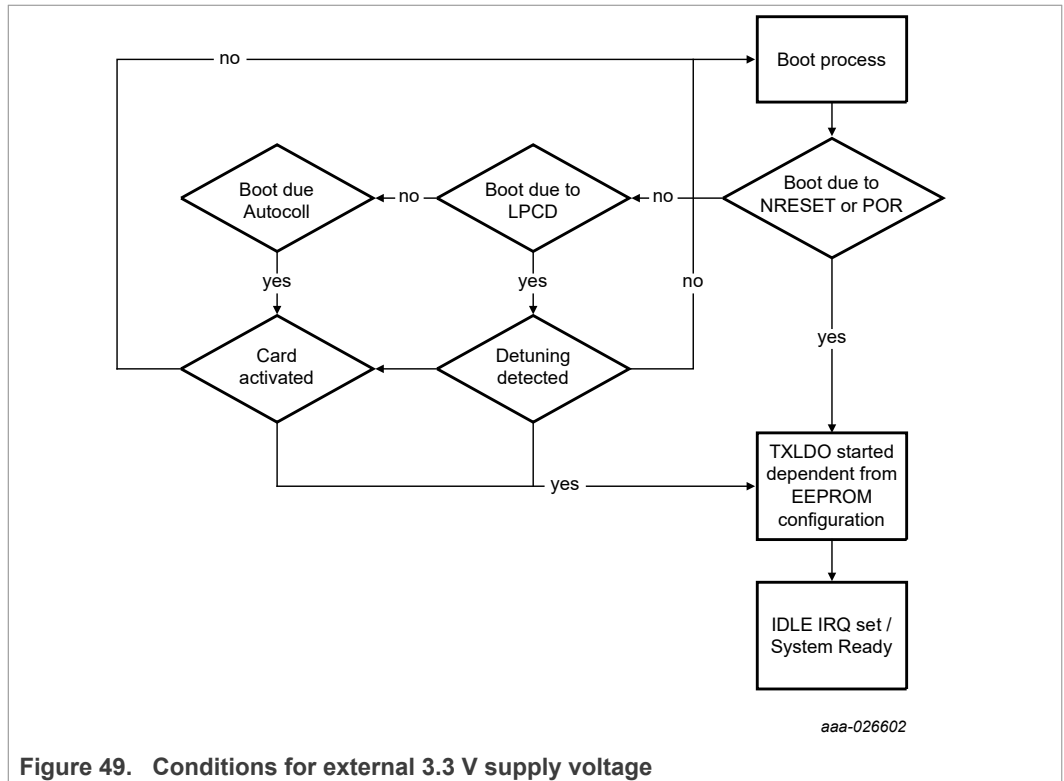 no
Boot process
Boot due
Autocoll
no
Boot due to
LPCD
no
Boot due to
NRESET or POR
yes
yes
no
yes
Card
activated
Detuning
detected
yes
TXLDO started
dependent from
EEPROM
configuration
IDLE IRQ set /
System Ready
aaa-026602
Figure 49. Conditions for external 3.3 V supply voltage